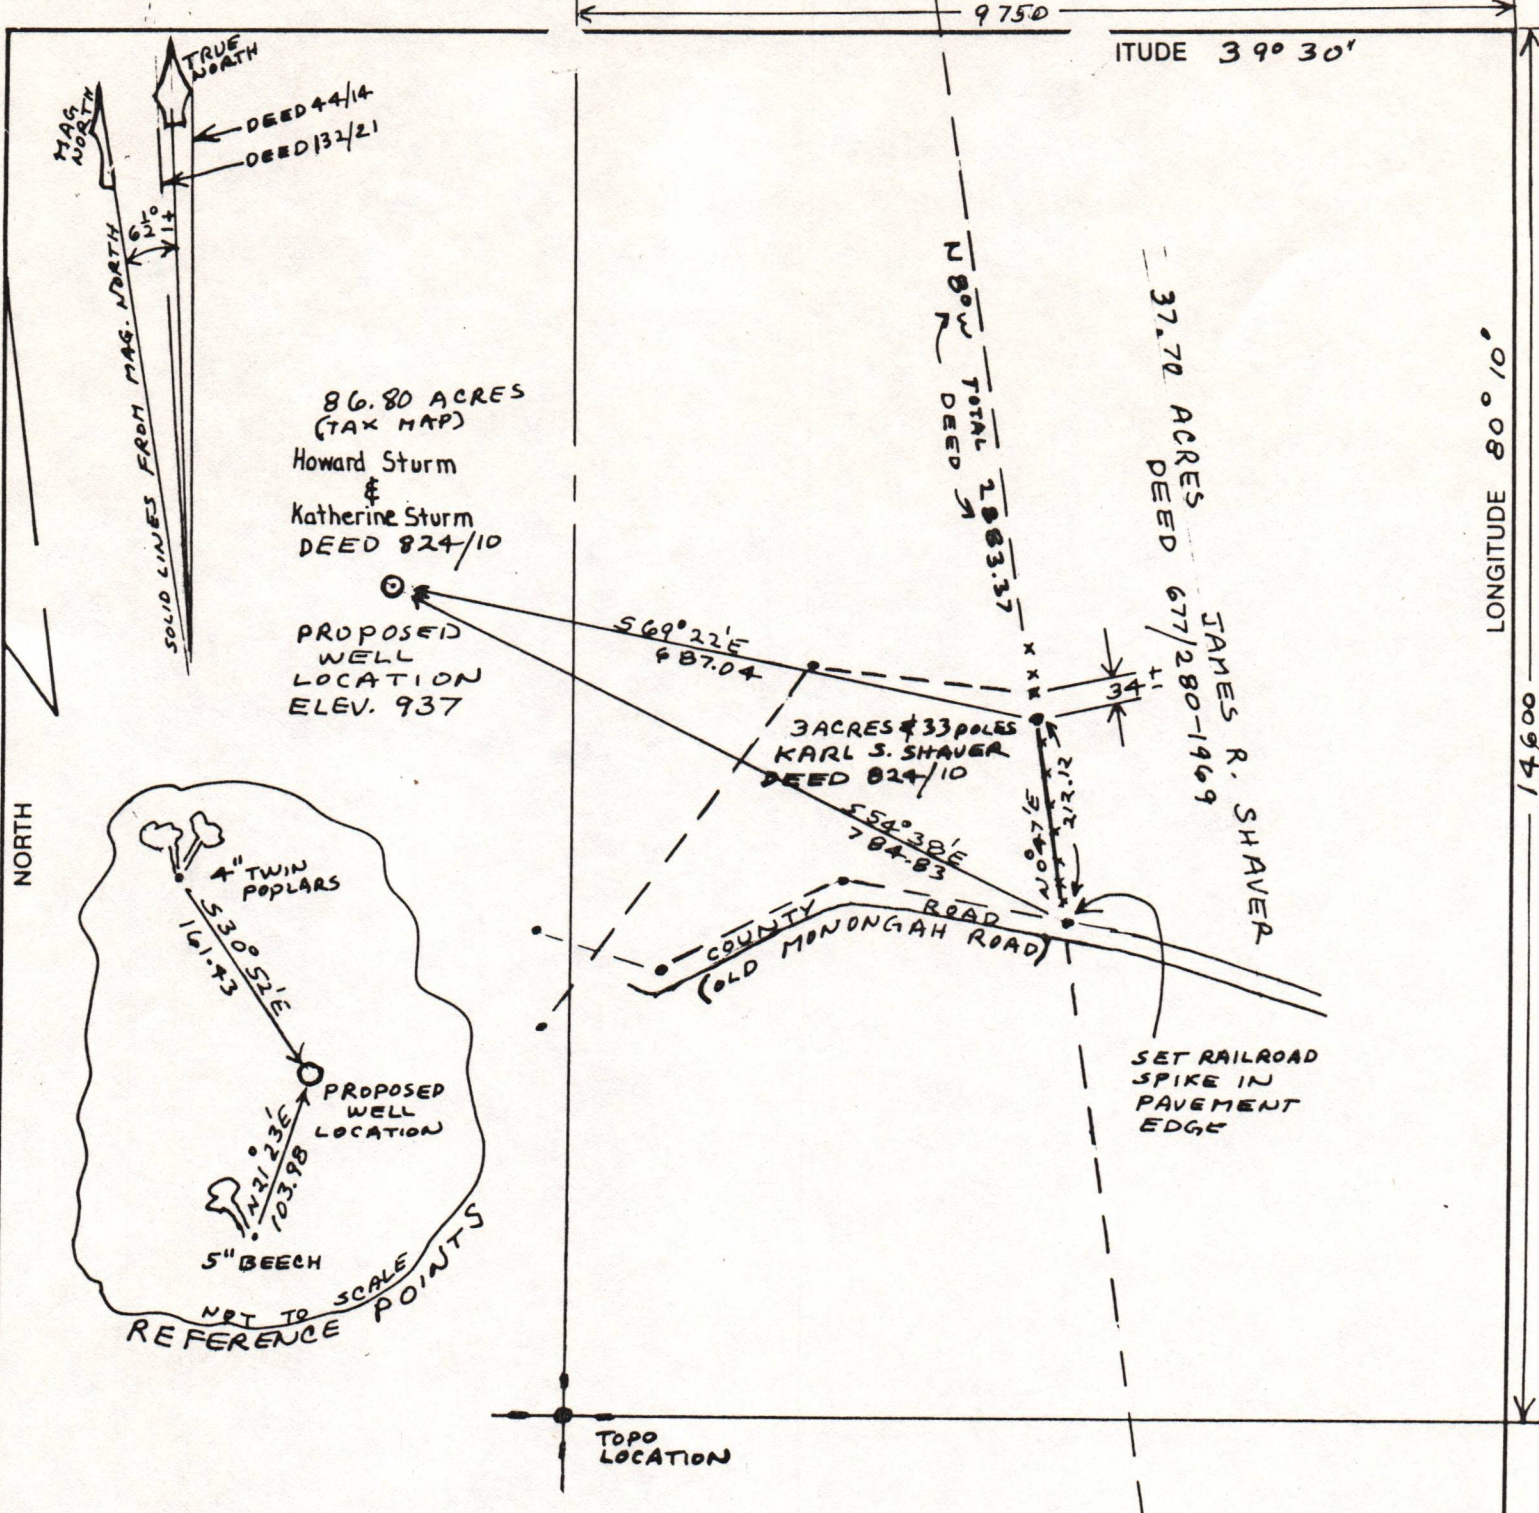 9750
ITUDE 39° 30'
TRUE
NORTH
MAG.
NORTH
DEED 44/14
DEED 132/21
6½° ±
SOLID LINES FROM MAG. NORTH
N 8° W TOTAL 2883.37
DEED
37.70 ACRES
DEED 677/280-1969
JAMES R. SHAVER
LONGITUDE 80° 10'
14600
86.80 ACRES
(TAX MAP)
Howard Sturm
&
Katherine Sturm
DEED 824/10
PROPOSED
WELL
LOCATION
ELEV. 937
S 69° 22' E
687.04
34' ±
3 ACRES & 33 POLES
KARL S. SHAVER
DEED 824/10
S 54° 38' E
784.83
N 0° 47' E
212.12
COUNTY ROAD
(OLD MONONGAH ROAD)
SET RAILROAD
SPIKE IN
PAVEMENT
EDGE
NORTH
4" TWIN
POPLARS
S 30° 52' E
161.43
PROPOSED
WELL
LOCATION
N 21° 23' E
103.98
5" BEECH
NOT TO SCALE
REFERENCE POINTS
TOPO
LOCATION